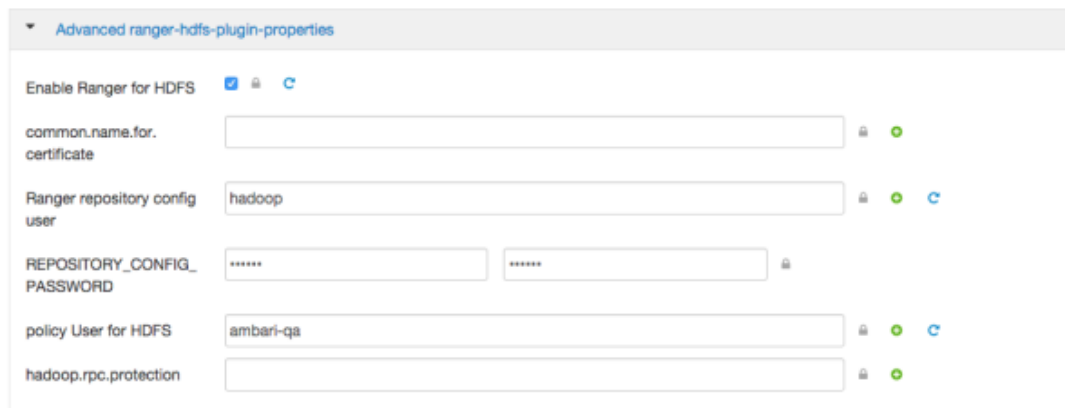 Advanced ranger-hdfs-plugin-properties
Enable Ranger for HDFS
common.name.for.
certificate
Ranger repository config
user
hadoop
REPOSITORY_CONFIG_
PASSWORD
•••••• ••••••
policy User for HDFS
ambari-qa
hadoop.rpc.protection